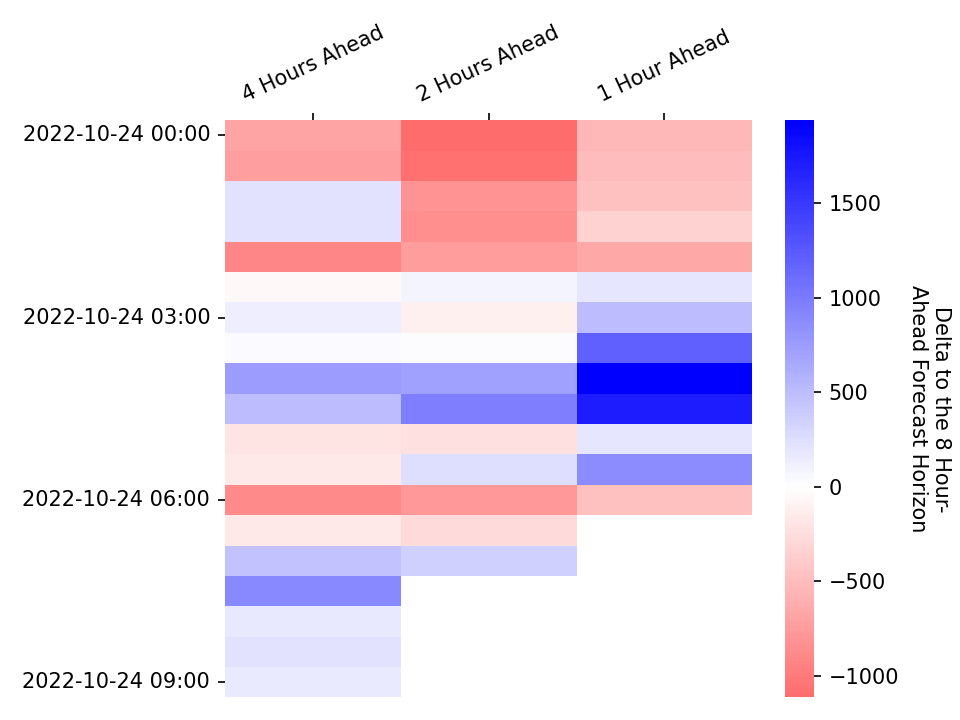 4 Hours Ahead
2 Hours Ahead
1 Hour Ahead
2022-10-24 00:00
2022-10-24 03:00
2022-10-24 06:00
2022-10-24 09:00
1500
1000
500
0
−500
−1000
Delta to the 8 Hour-
Ahead Forecast Horizon